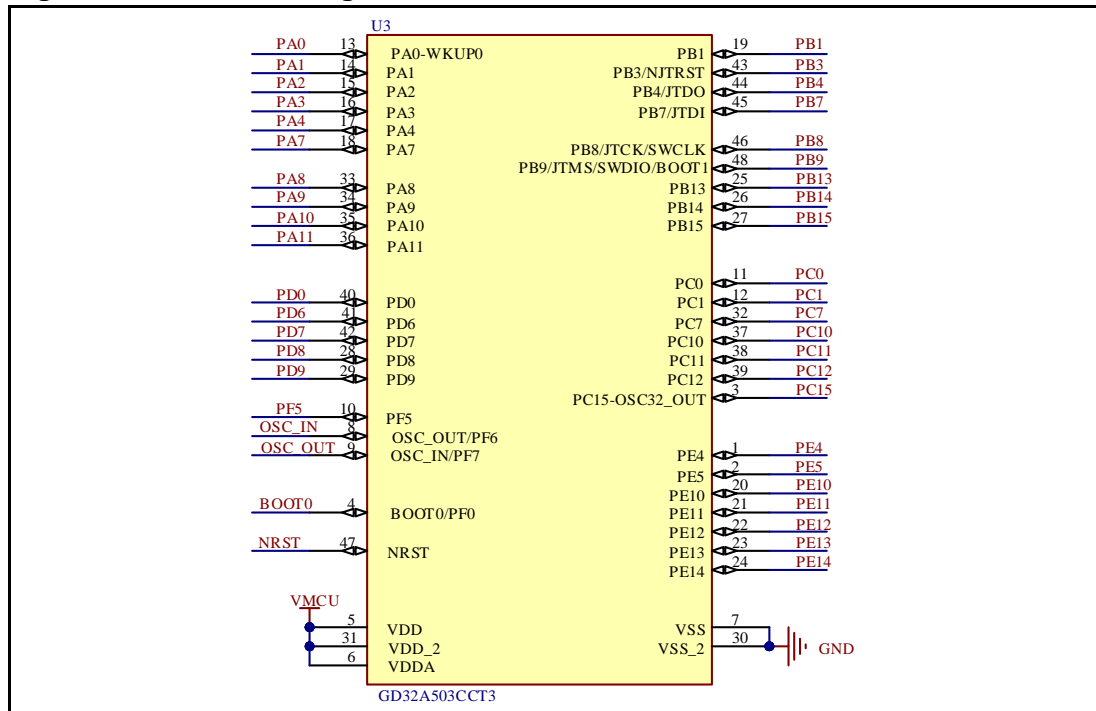 U3
PA0 13 PA0-WKUP0 PB1 19 PB1
PA1 14 PA1 PB3/NJTRST 43 PB3
PA2 15 PA2 PB4/JTDO 44 PB4
PA3 16 PA3 PB7/JTDI 45 PB7
PA4 17 PA4
PA7 18 PA7 PB8/JTCK/SWCLK 46 PB8
PB9/JTMS/SWDIO/BOOT1 48 PB9
PA8 33 PA8 PB13 25 PB13
PA9 34 PA9 PB14 26 PB14
PA10 35 PA10 PB15 27 PB15
PA11 36 PA11
PC0 11 PC0
PD0 40 PD0 PC1 12 PC1
PD6 41 PD6 PC7 32 PC7
PD7 42 PD7 PC10 37 PC10
PD8 28 PD8 PC11 38 PC11
PD9 29 PD9 PC12 39 PC12
PC15-OSC32_OUT 3 PC15
PF5 10 PF5
OSC_IN 8 OSC_OUT/PF6
OSC_OUT 9 OSC_IN/PF7 PE4 1 PE4
PE5 2 PE5
PE10 20 PE10
BOOT0 4 BOOT0/PF0 PE11 21 PE11
PE12 22 PE12
NRST 47 NRST PE13 23 PE13
PE14 24 PE14
VMCU
5 VDD VSS 7
31 VDD_2 VSS_2 30 GND
6 VDDA
GD32A503CCT3